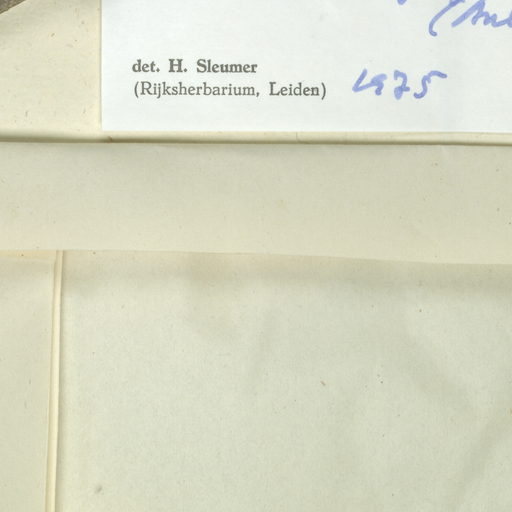 det. H. Sleumer
(Rijksherbarium, Leiden) 1975